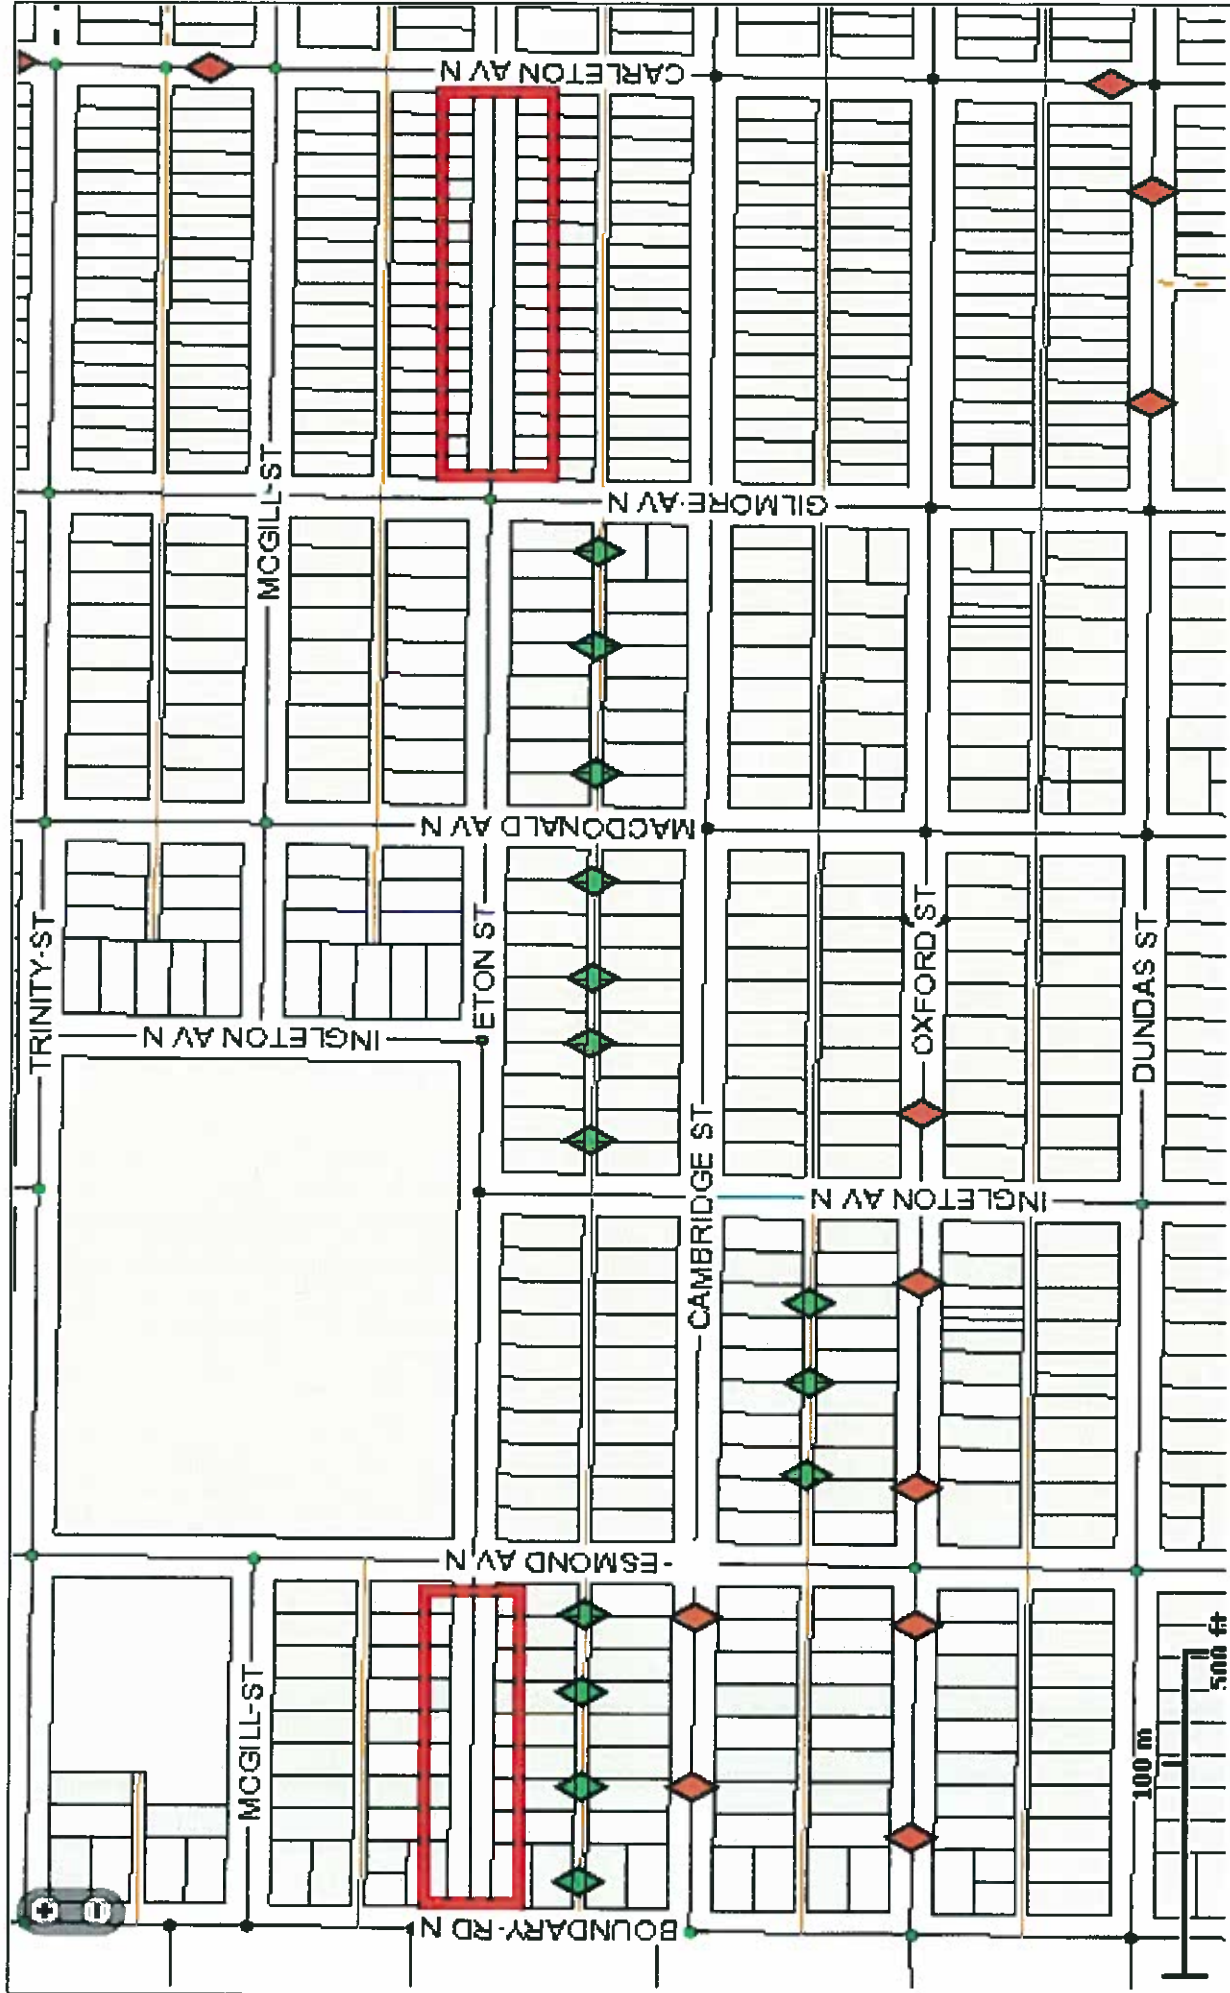 CARLETON AV N
MCGILL-ST
GILMORE-AV N
MACDONALD AV N
TRINITY-ST
ETON ST
OXFORD ST
DUNDAS ST
INGLETON AV N
CAMBRIDGE ST
INGLETON AV N
-ESMOND AV N
MCGILL-ST
BOUNDARY-RD N
100 m
500 ft
+
-